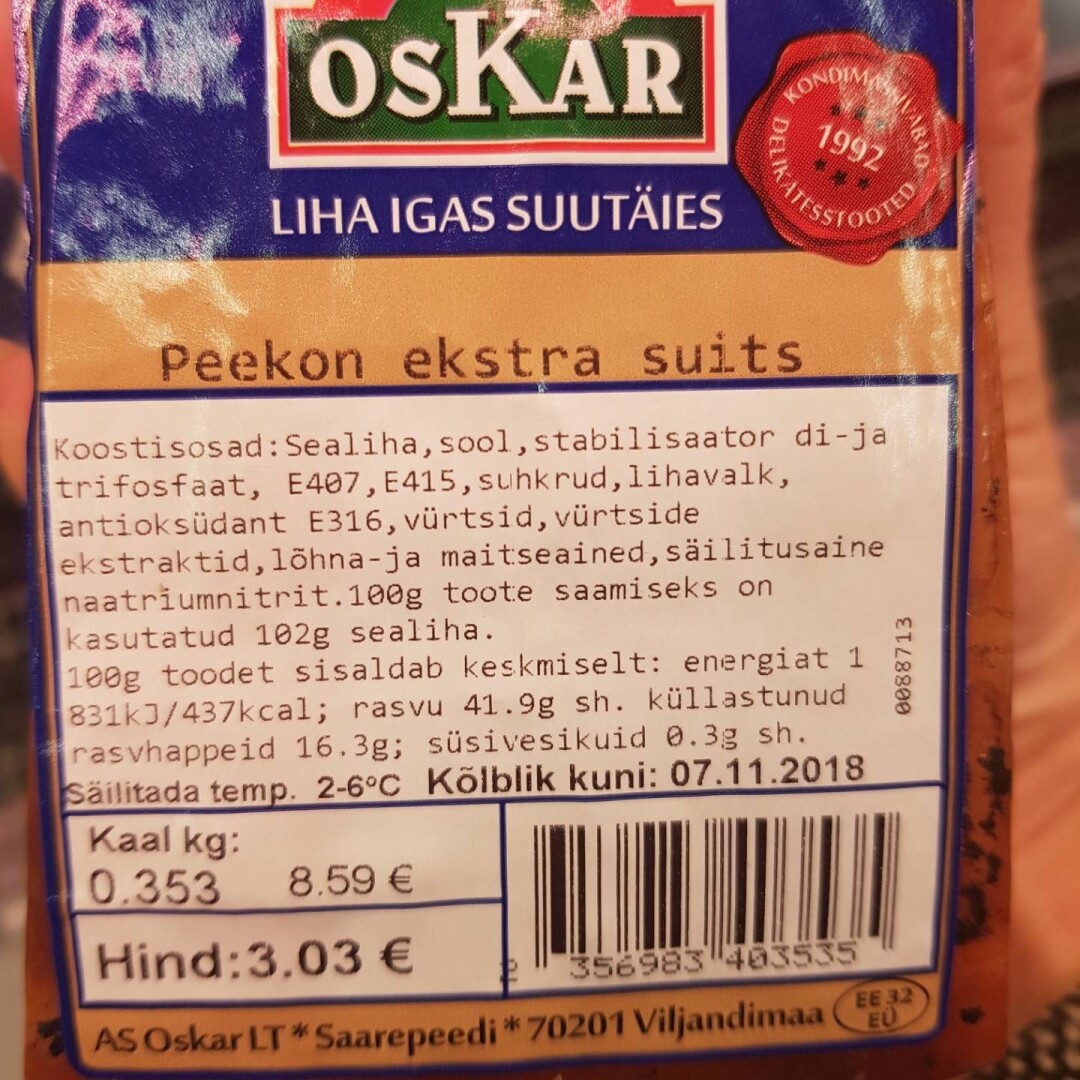 OSKAR
LIHA IGAS SUUTÄIES
1992
DELIKATESSTOOTED
Peekon ekstra suits
Koostisosad:Sealiha,sool,stabilisaator di-ja
trifosfaat, E407,E415,suhkrud,lihavalk,
antioksüdant E316,vürtsid,vürtside
ekstraktid,lõhna-ja maitseained,säilitusaine
naatriumnitrit.100g toote saamiseks on
kasutatud 102g sealiha.
100g toodet sisaldab keskmiselt: energiat 1
831kJ/437kcal; rasvu 41.9g sh. küllastunud
rasvhappeid 16.3g; süsivesikuid 0.3g sh.
0088713
Säilitada temp. 2-6°C Kõlblik kuni: 07.11.2018
Kaal kg:
0.353 8.59 €
Hind:3.03 €
2 356983 403535
AS Oskar LT * Saarepeedi * 70201 Viljandimaa
EE 32
EÜ